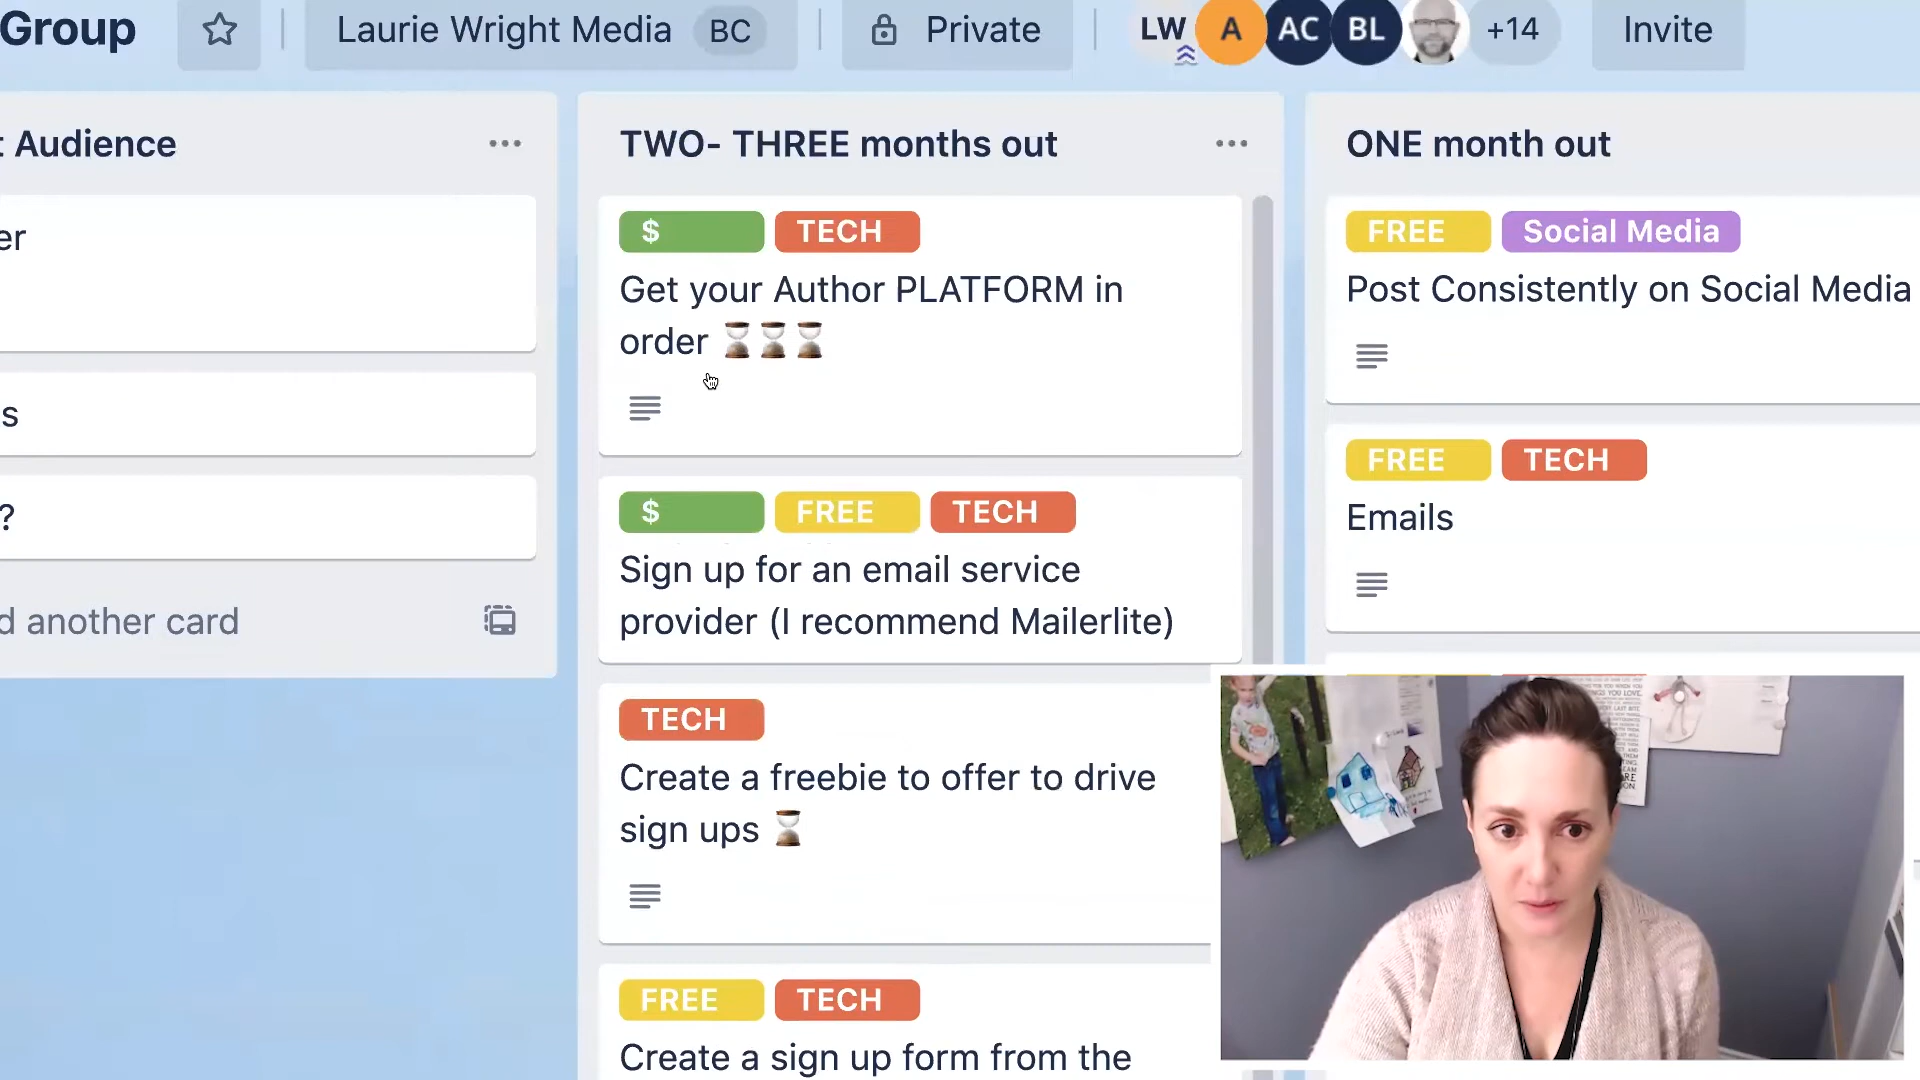 Group
Laurie Wright Media BC
Private
LW
A
AC
BL
+14
Invite
Audience
er
s
?
d another card
TWO- THREE months out
$ TECH
Get your Author PLATFORM in
order
$ FREE TECH
Sign up for an email service
provider (I recommend Mailerlite)
TECH
Create a freebie to offer to drive
sign ups
FREE TECH
Create a sign up form from the
ONE month out
FREE Social Media
Post Consistently on Social Media
FREE TECH
Emails